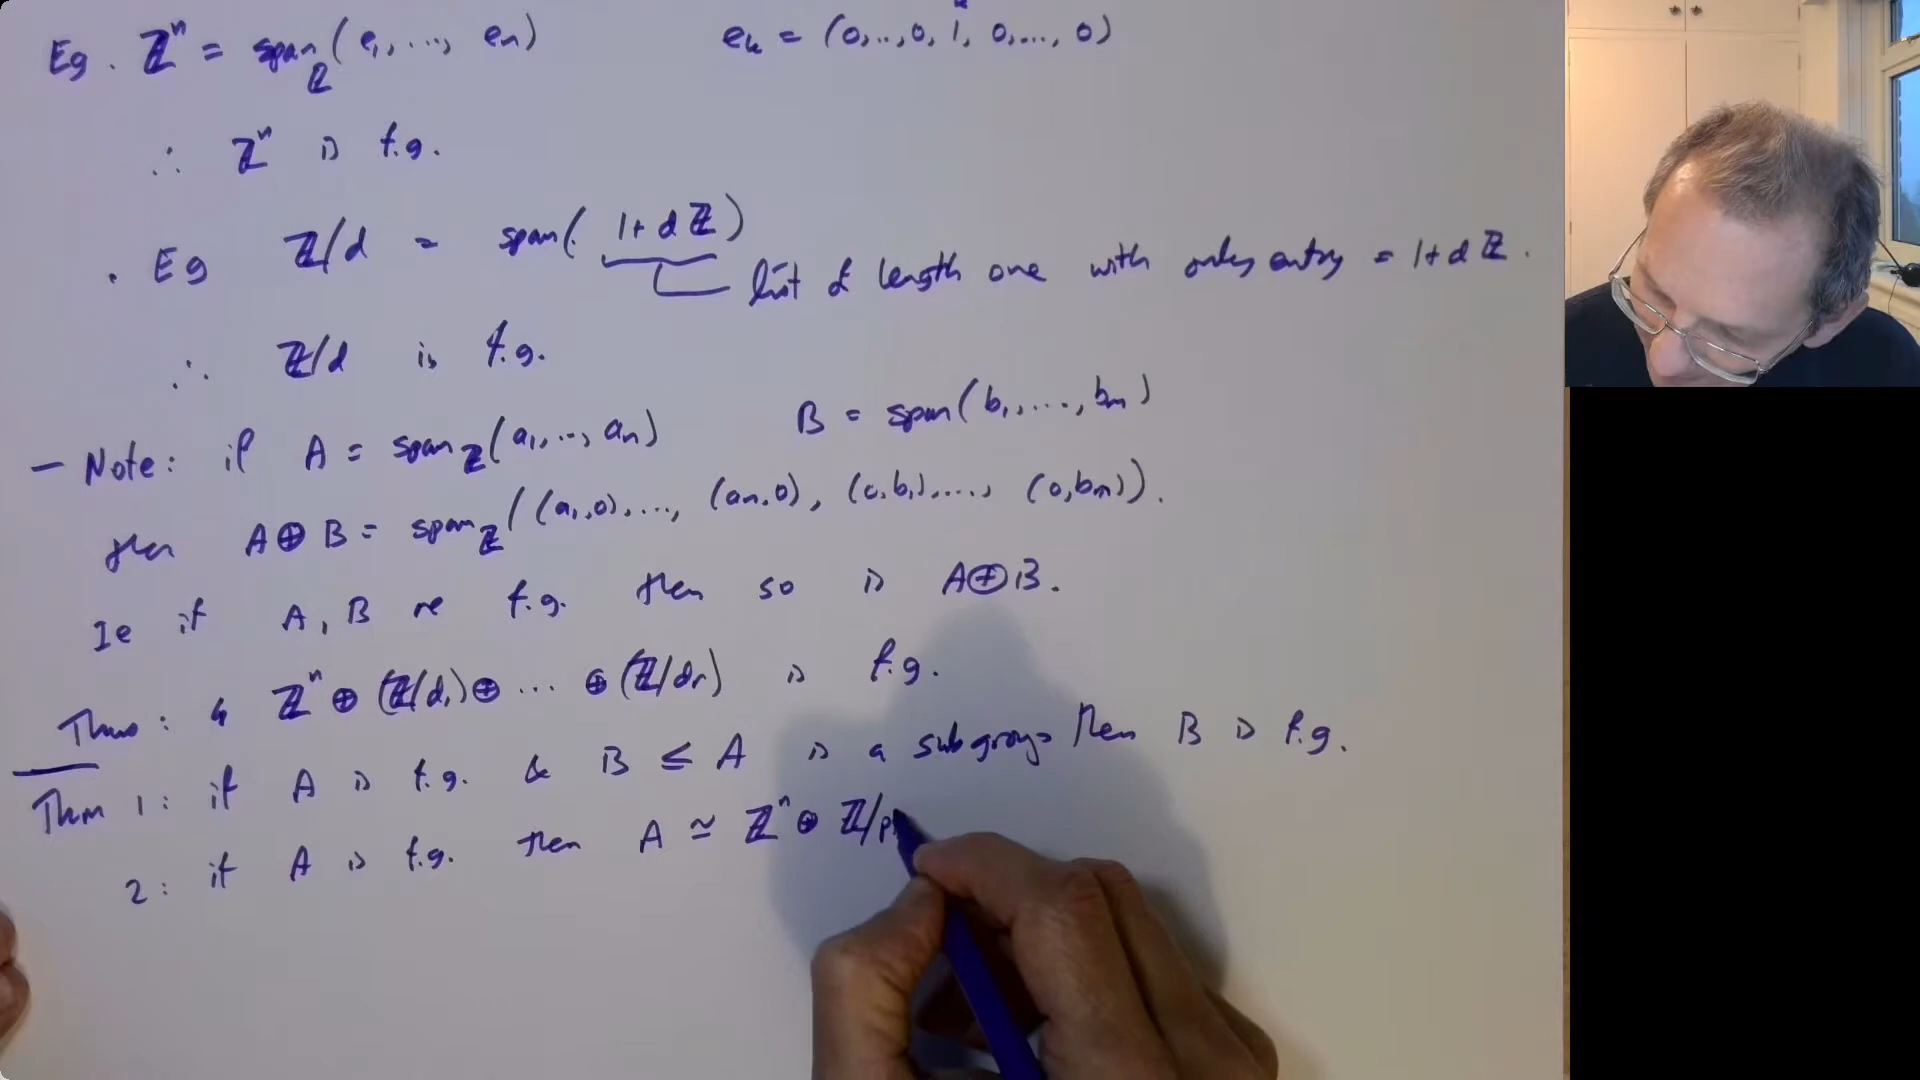 Eg. ℤⁿ = span_ℤ(e₁,..., eₙ) eₖ = (0,..,0, 1, 0,..., 0)
∴ ℤⁿ is f.g.
· Eg ℤ/d = span( 1+dℤ)
list of length one with only entry = 1+dℤ.
∴ ℤ/d is f.g.
- Note: if A = span_ℤ(a₁,..., aₙ) B = span(b₁,...., bₘ)
then A⊕B = span_ℤ((a₁,0),..., (aₙ,0), (0,b₁),..., (0,bₘ)).
Ie if A, B are f.g. then so is A⊕B.
Thus: ℤⁿ ⊕ (ℤ/d₁)⊕ ... ⊕ (ℤ/dᵣ) is f.g.
Thm 1: if A is f.g. & B ≤ A is a subgroup then B is f.g.
2: if A is f.g. then A ≃ ℤⁿ ⊕ ℤ/p